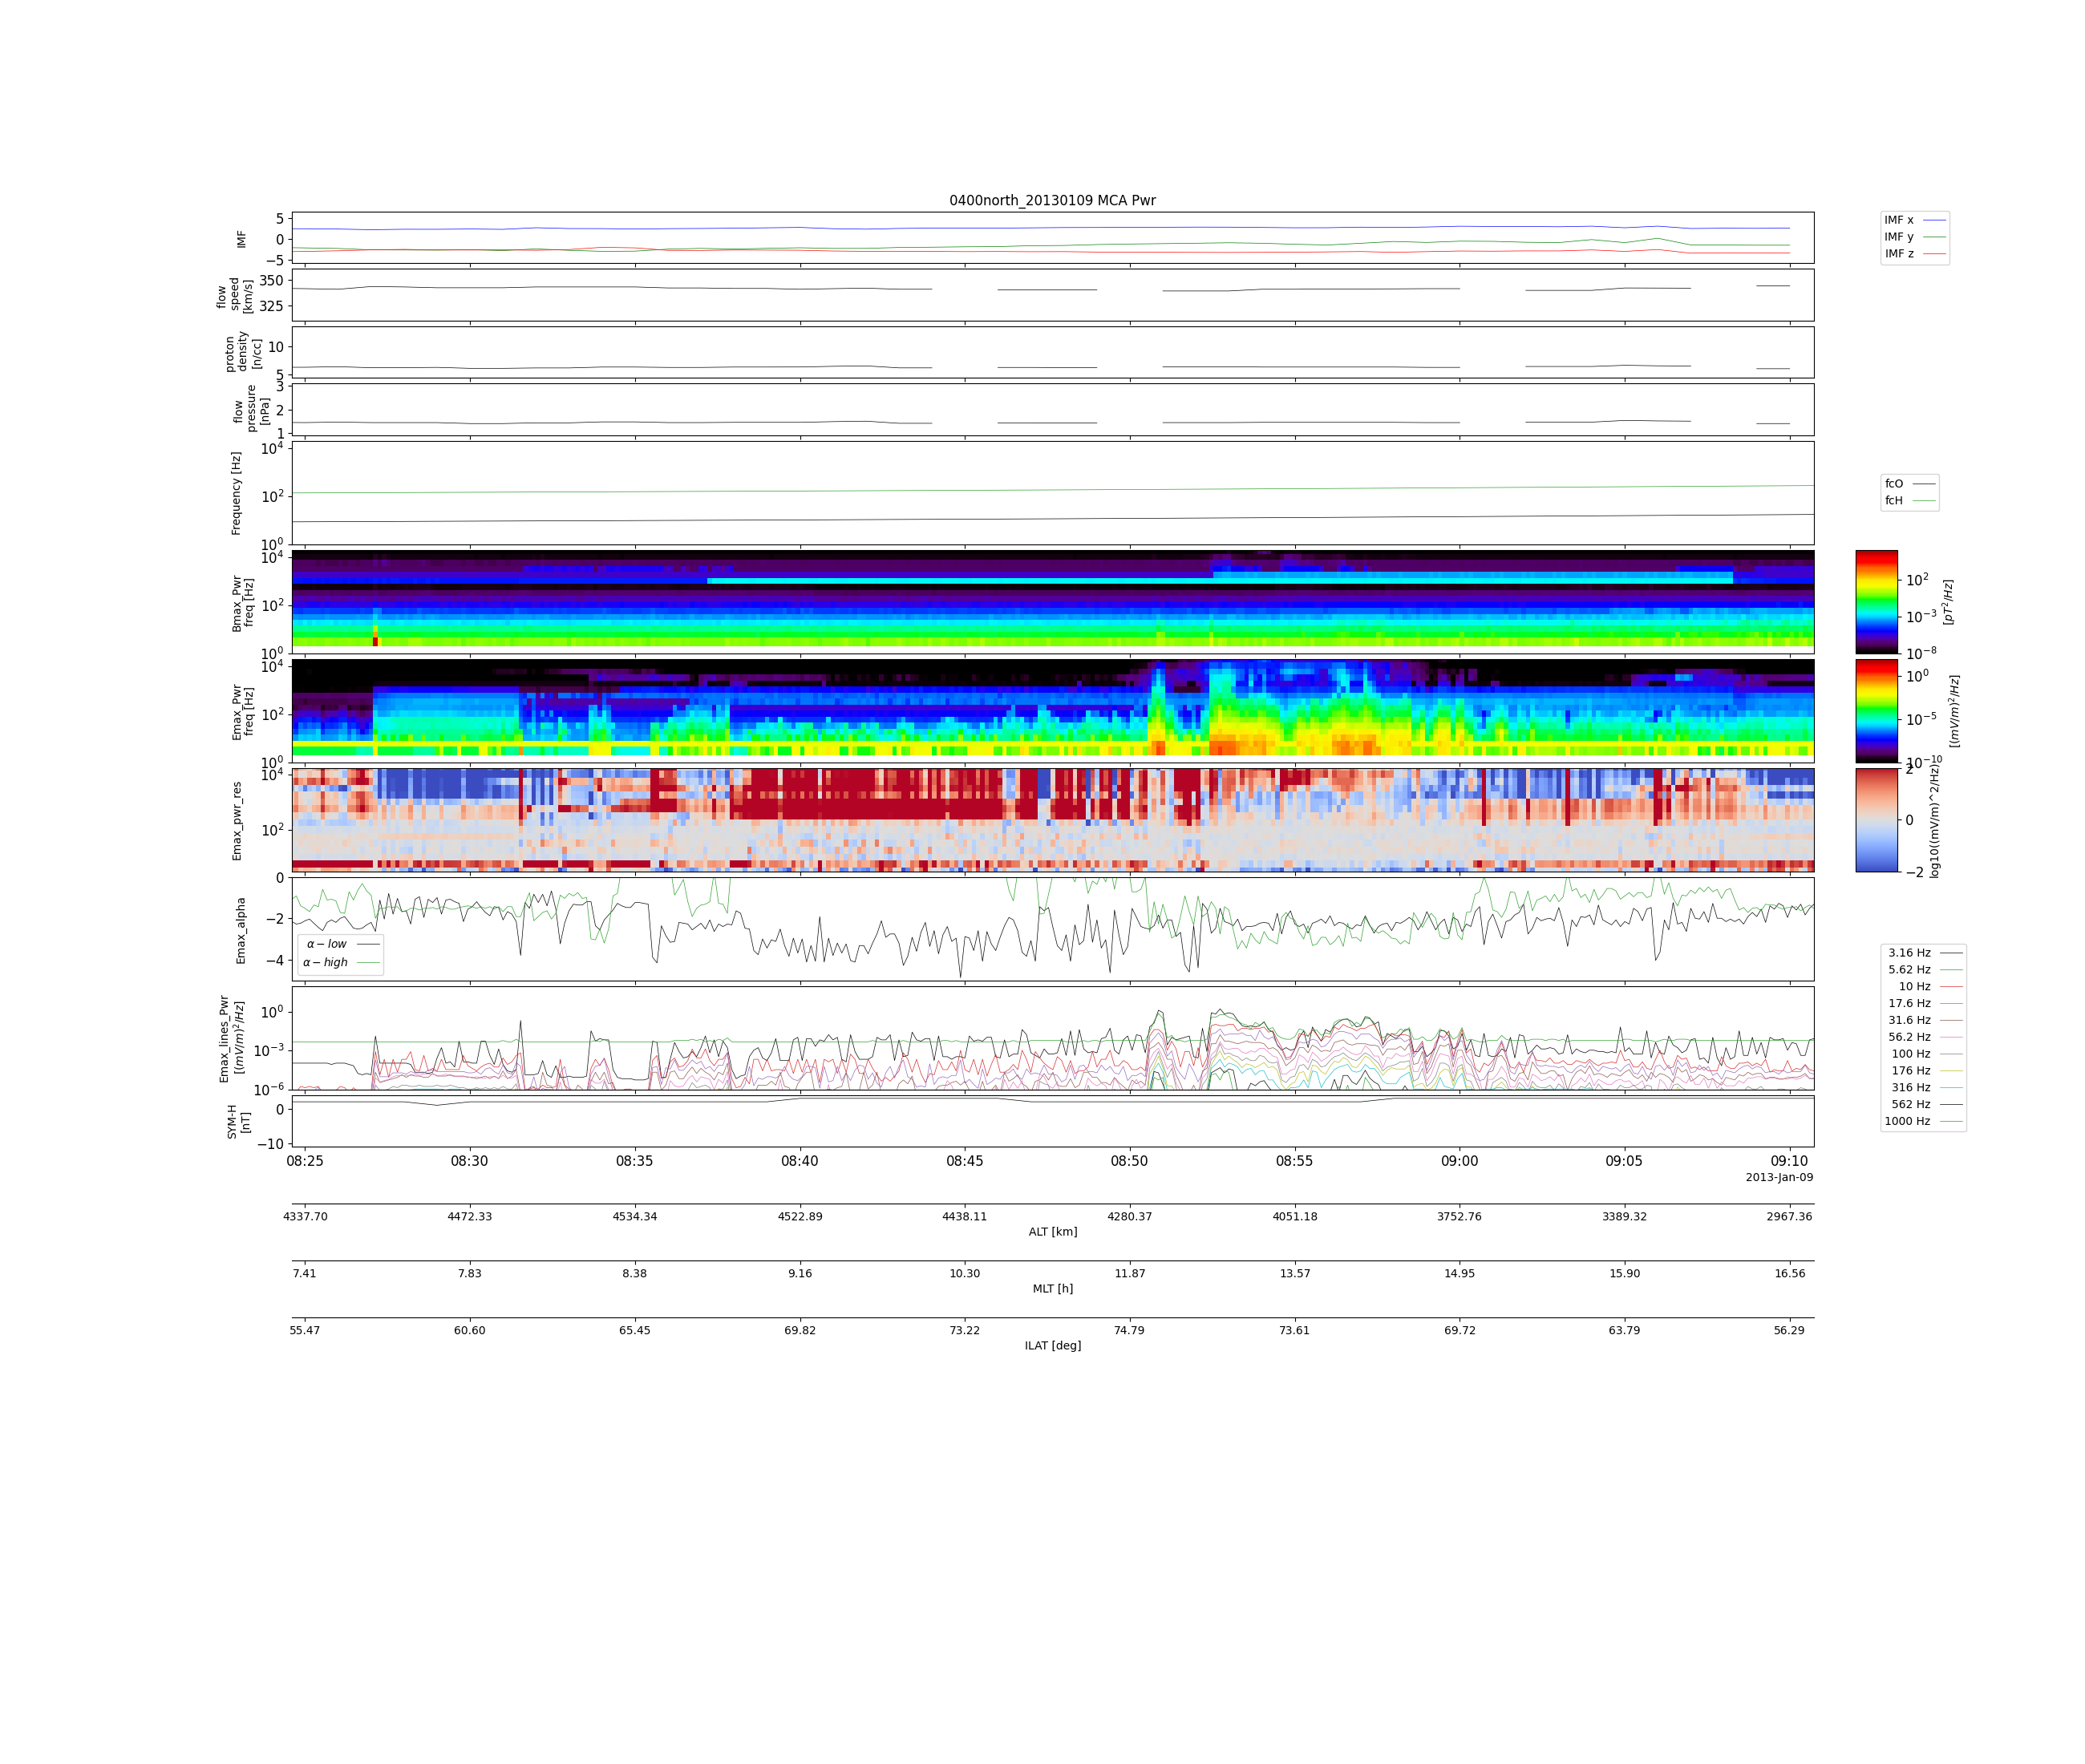 0400north_20130109 MCA Pwr
IMF
5
0
−5
IMF x
IMF y
IMF z
flow
speed
[km/s]
350
325
proton
density
[n/cc]
10
5
flow
pressure
[nPa]
3
2
1
Frequency [Hz]
10^4
10^2
10^0
fcO
fcH
Bmax_Pwr
freq [Hz]
10^4
10^2
10^0
10^2
10^−3
10^−8
[pT^2/Hz]
Emax_Pwr
freq [Hz]
10^4
10^2
10^0
10^0
10^−5
10^−10
[(mV/m)^2/Hz]
Emax_pwr_res
10^4
10^2
2
0
−2
log10((mV/m)^2/Hz)
Emax_alpha
0
−2
−4
α − low
α − high
Emax_lines_Pwr
[(mV/m)^2/Hz]
10^0
10^−3
10^−6
3.16 Hz
5.62 Hz
10 Hz
17.6 Hz
31.6 Hz
56.2 Hz
100 Hz
176 Hz
316 Hz
562 Hz
1000 Hz
SYM-H
[nT]
0
−10
08:25 08:30 08:35 08:40 08:45 08:50 08:55 09:00 09:05 09:10
2013-Jan-09
4337.70 4472.33 4534.34 4522.89 4438.11 4280.37 4051.18 3752.76 3389.32 2967.36
ALT [km]
7.41 7.83 8.38 9.16 10.30 11.87 13.57 14.95 15.90 16.56
MLT [h]
55.47 60.60 65.45 69.82 73.22 74.79 73.61 69.72 63.79 56.29
ILAT [deg]